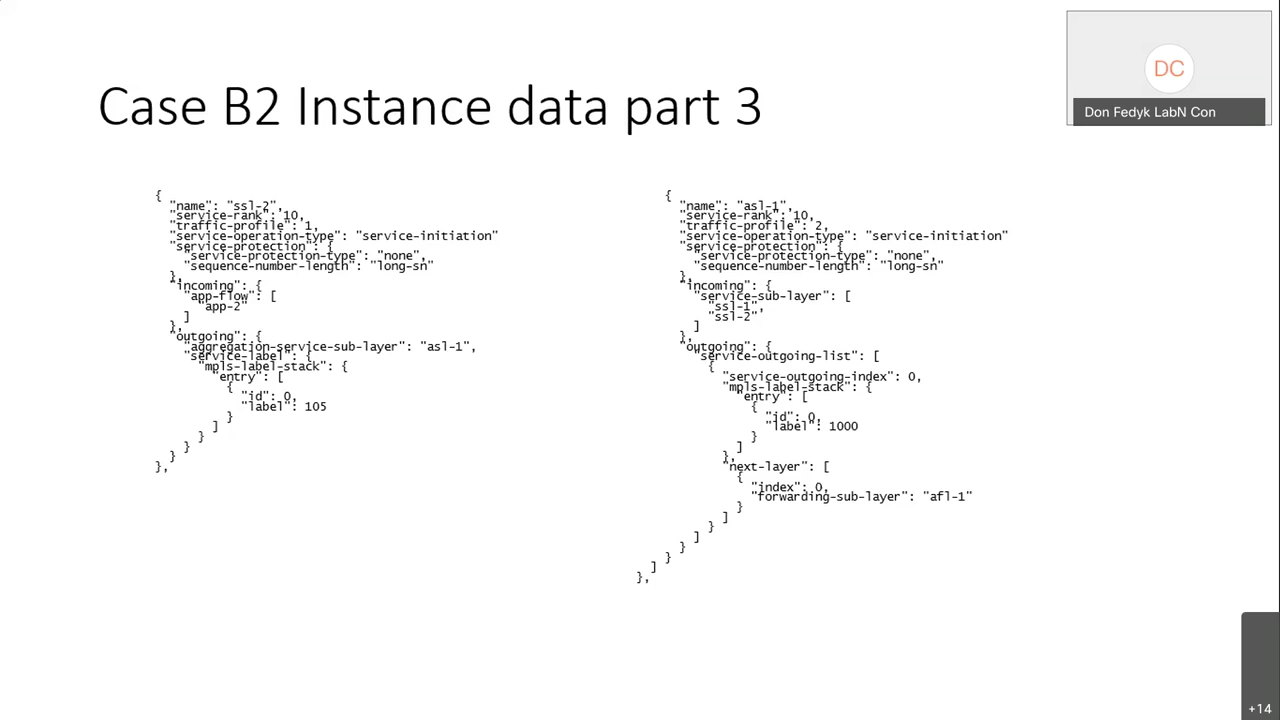 DC
Don Fedyk LabN Con
Case B2 Instance data part 3
{
"name": "ssl-2",
"service-rank": 10,
"traffic-profile": 1,
"service-operation-type": "service-initiation"
"service-protection": {
"service-protection-type": "none",
"sequence-number-length": "long-sn"
},
"incoming": {
"app-flow": [
"app-2"
]
},
"outgoing": {
"aggregation-service-sub-layer": "asl-1",
"service-label": {
"mpls-label-stack": {
"entry": [
{
"id": 0,
"label": 105
}
]
}
}
}
},
{
"name": "asl-1",
"service-rank": 10,
"traffic-profile": 2,
"service-operation-type": "service-initiation"
"service-protection": {
"service-protection-type": "none",
"sequence-number-length": "long-sn"
},
"incoming": {
"service-sub-layer": [
"ssl-1",
"ssl-2"
]
},
"outgoing": {
"service-outgoing-list": [
{
"service-outgoing-index": 0,
"mpls-label-stack": {
"entry": [
{
"id": 0,
"label": 1000
}
]
},
"next-layer": [
{
"index": 0,
"forwarding-sub-layer": "afl-1"
}
]
}
]
}
}
]
},
+14